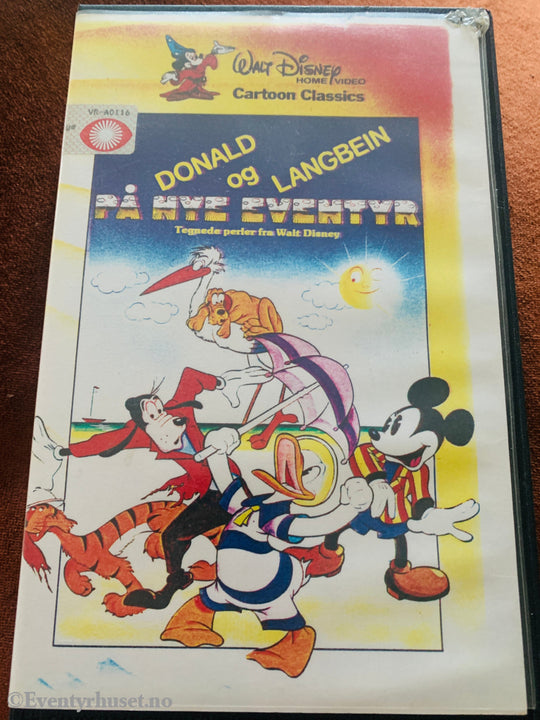 WALT DISNEY
HOME VIDEO
Cartoon Classics
VR-A0116
DONALD
og LANGBEIN
PÅ NYE EVENTYR
Tegnede perler fra Walt Disney
©Eventyrhuset.no